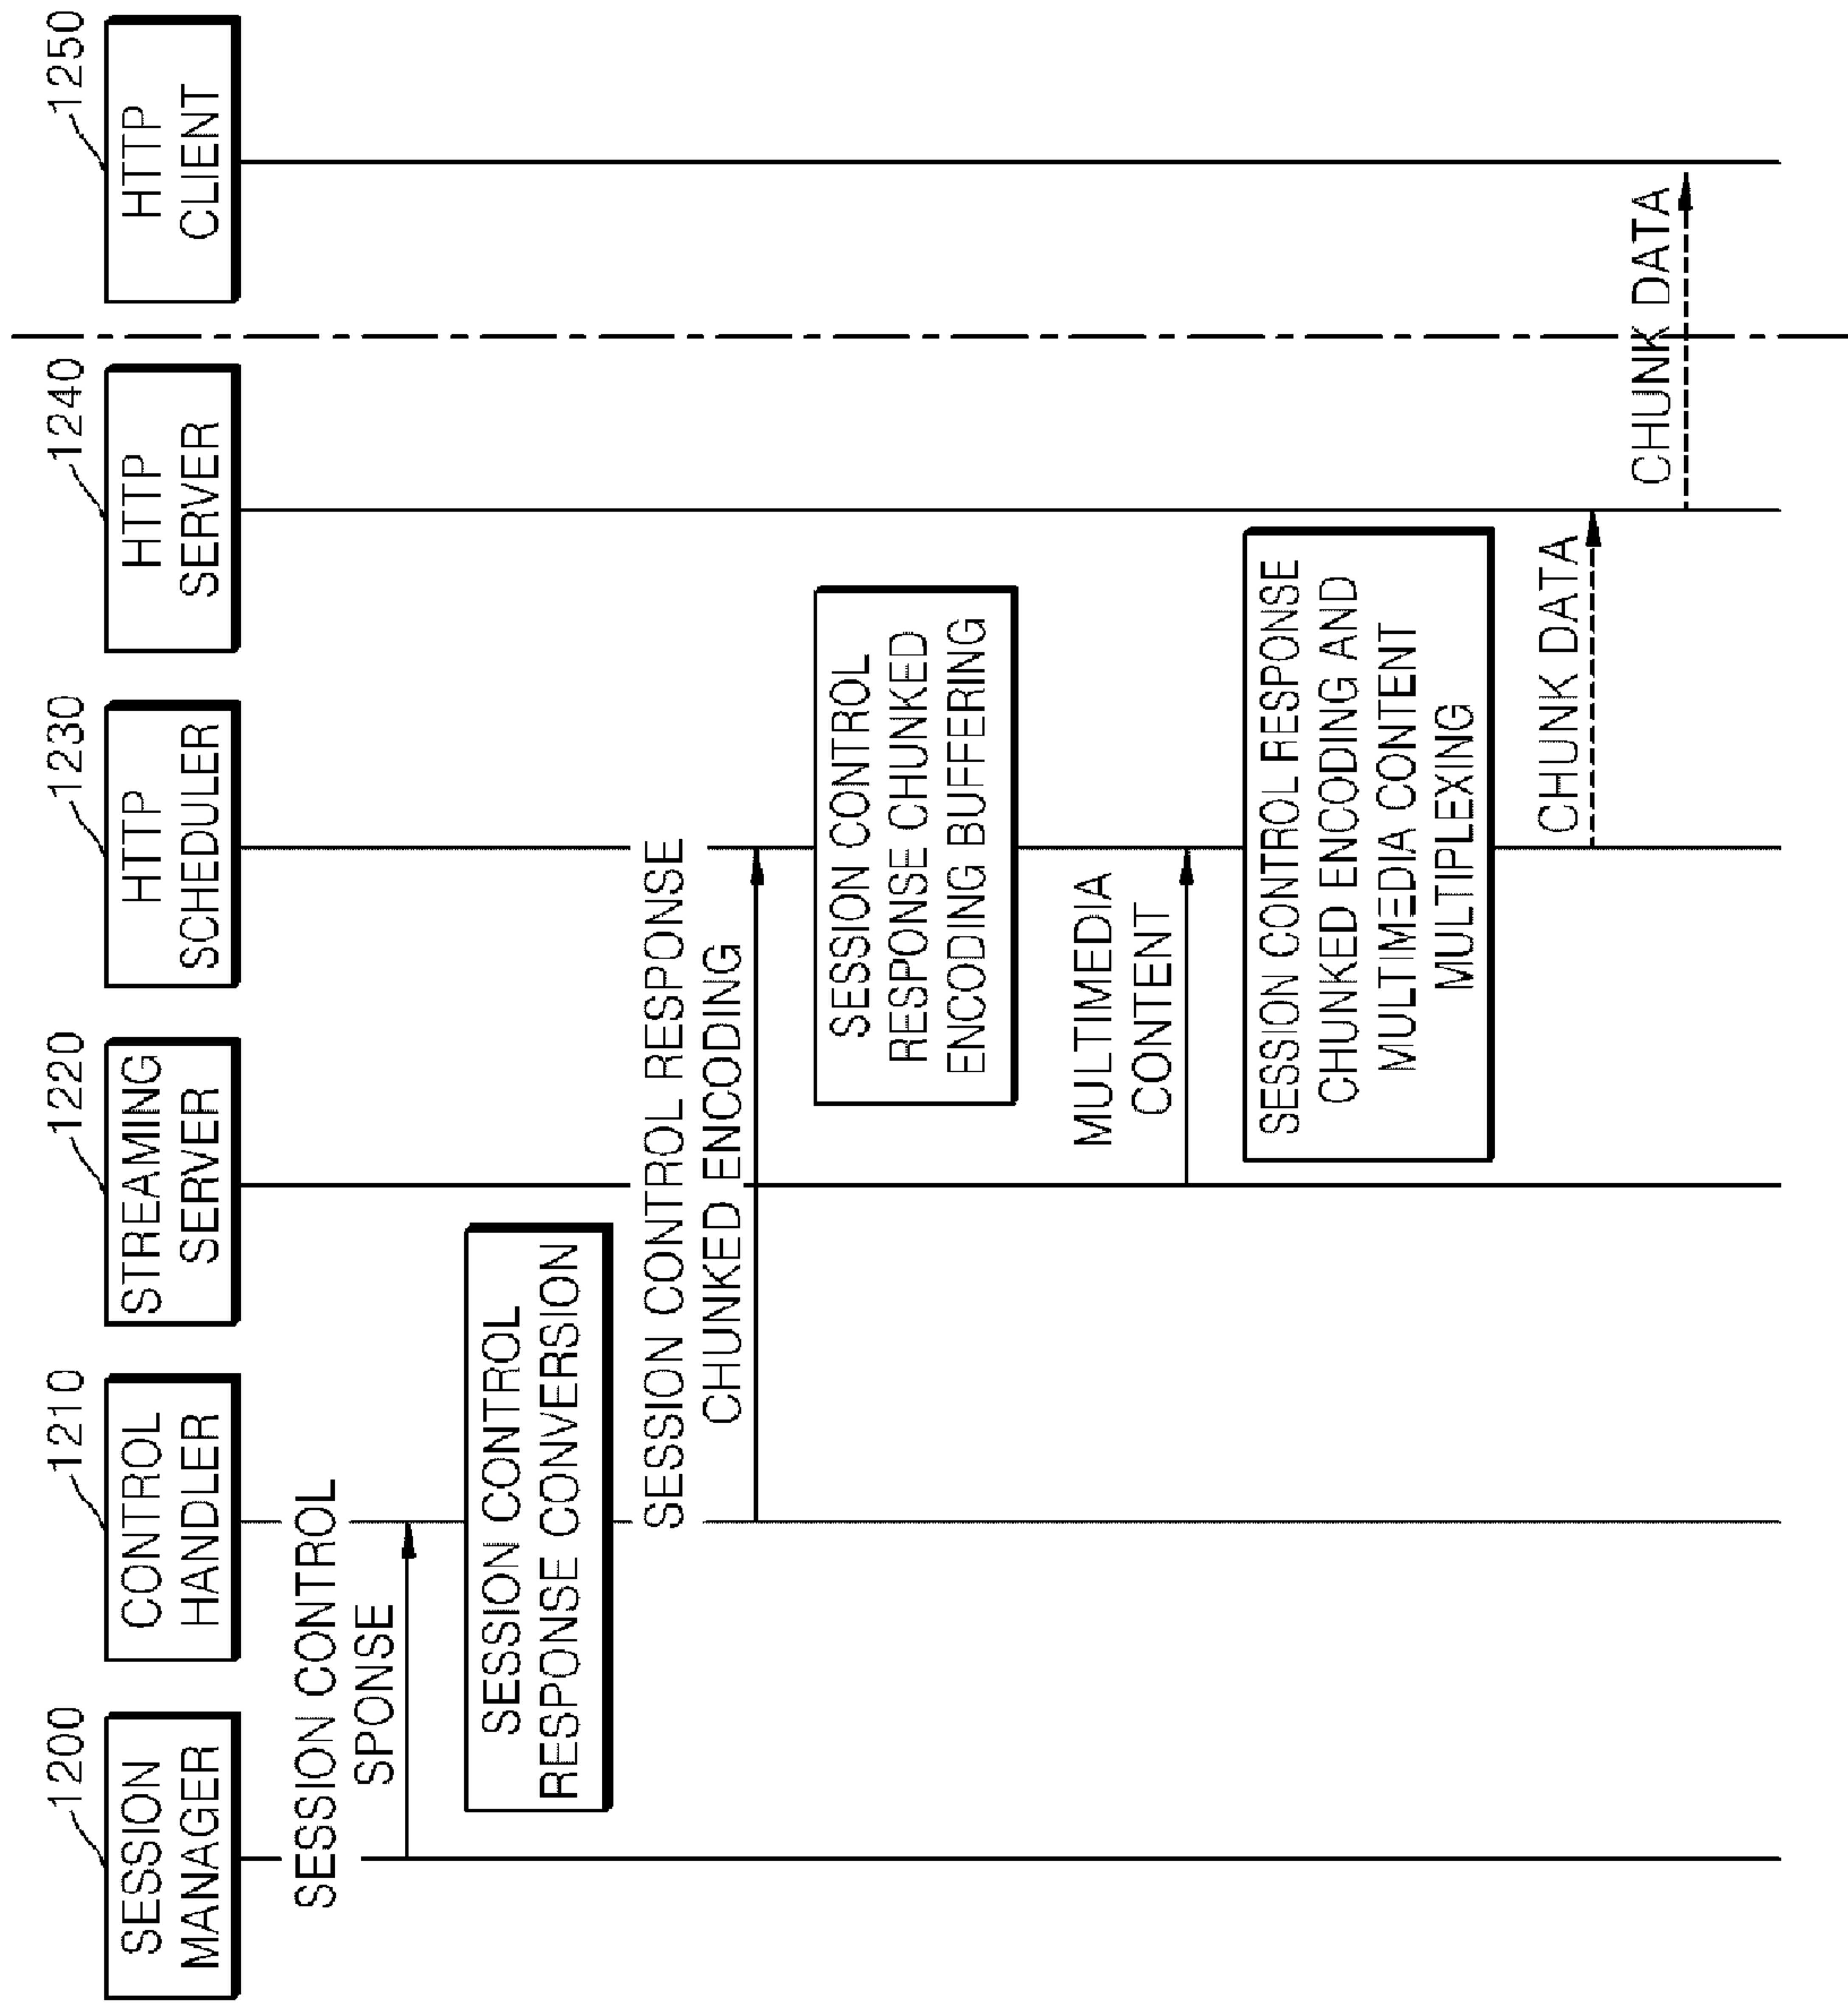 1200
SESSION
MANAGER
1210
CONTROL
HANDLER
1220
STREAMING
SERVER
1230
HTTP
SCHEDULER
1240
HTTP
SERVER
1250
HTTP
CLIENT
SESSION CONTROL
SPONSE
SESSION CONTROL
RESPONSE CONVERSION
SESSION CONTROL RESPONSE
CHUNKED ENCODING
SESSION CONTROL
RESPONSE CHUNKED
ENCODING BUFFERING
MULTIMEDIA
CONTENT
SESSION CONTROL RESPONSE
CHUNKED ENCODING AND
MULTIMEDIA CONTENT
MULTIPLEXING
CHUNK DATA
CHUNK DATA